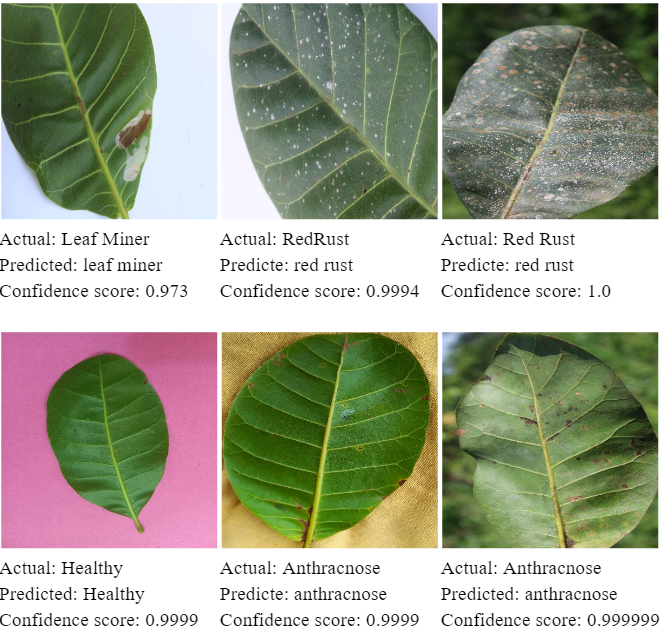 Actual: Leaf Miner
Predicted: leaf miner
Confidence score: 0.973
Actual: RedRust
Predicte: red rust
Confidence score: 0.9994
Actual: Red Rust
Predicte: red rust
Confidence score: 1.0
Actual: Healthy
Predicted: Healthy
Confidence score: 0.9999
Actual: Anthracnose
Predicte: anthracnose
Confidence score: 0.9999
Actual: Anthracnose
Predicted: anthracnose
Confidence score: 0.999999